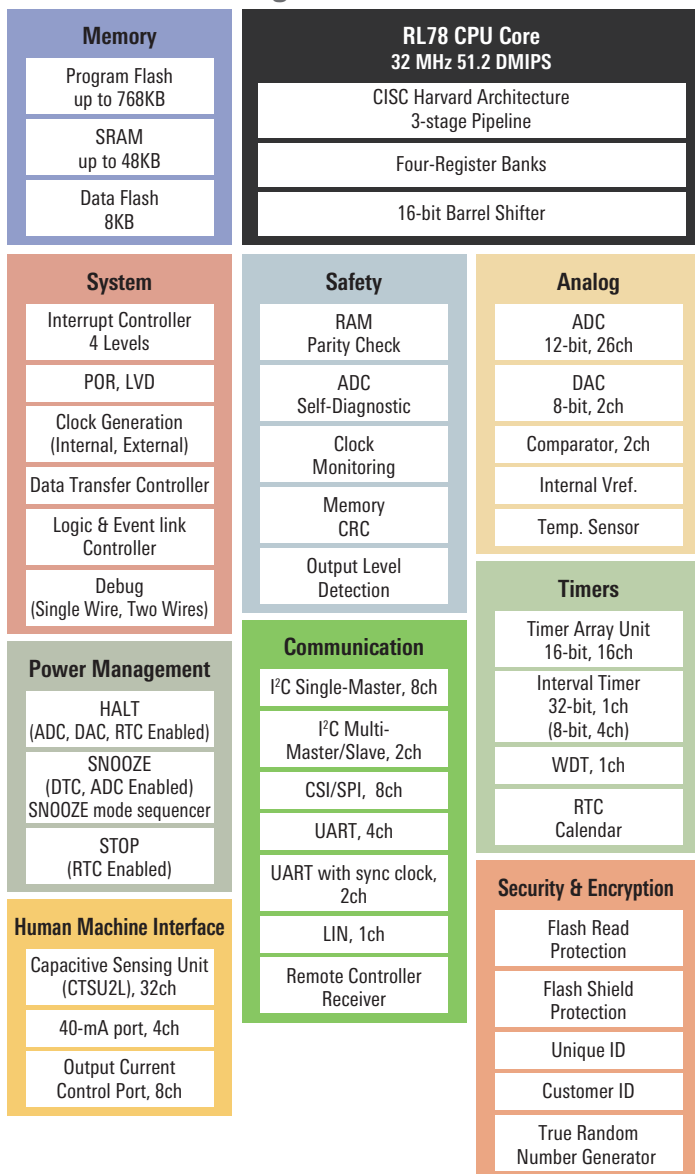 Memory
Program Flash
up to 768KB
SRAM
up to 48KB
Data Flash
8KB
RL78 CPU Core
32 MHz 51.2 DMIPS
CISC Harvard Architecture
3-stage Pipeline
Four-Register Banks
16-bit Barrel Shifter
System
Interrupt Controller
4 Levels
POR, LVD
Clock Generation
(Internal, External)
Data Transfer Controller
Logic & Event link
Controller
Debug
(Single Wire, Two Wires)
Safety
RAM
Parity Check
ADC
Self-Diagnostic
Clock
Monitoring
Memory
CRC
Output Level
Detection
Analog
ADC
12-bit, 26ch
DAC
8-bit, 2ch
Comparator, 2ch
Internal Vref.
Temp. Sensor
Power Management
HALT
(ADC, DAC, RTC Enabled)
SNOOZE
(DTC, ADC Enabled)
SNOOZE mode sequencer
STOP
(RTC Enabled)
Communication
I²C Single-Master, 8ch
I²C Multi-
Master/Slave, 2ch
CSI/SPI, 8ch
UART, 4ch
UART with sync clock,
2ch
LIN, 1ch
Remote Controller
Receiver
Timers
Timer Array Unit
16-bit, 16ch
Interval Timer
32-bit, 1ch
(8-bit, 4ch)
WDT, 1ch
RTC
Calendar
Human Machine Interface
Capacitive Sensing Unit
(CTSU2L), 32ch
40-mA port, 4ch
Output Current
Control Port, 8ch
Security & Encryption
Flash Read
Protection
Flash Shield
Protection
Unique ID
Customer ID
True Random
Number Generator